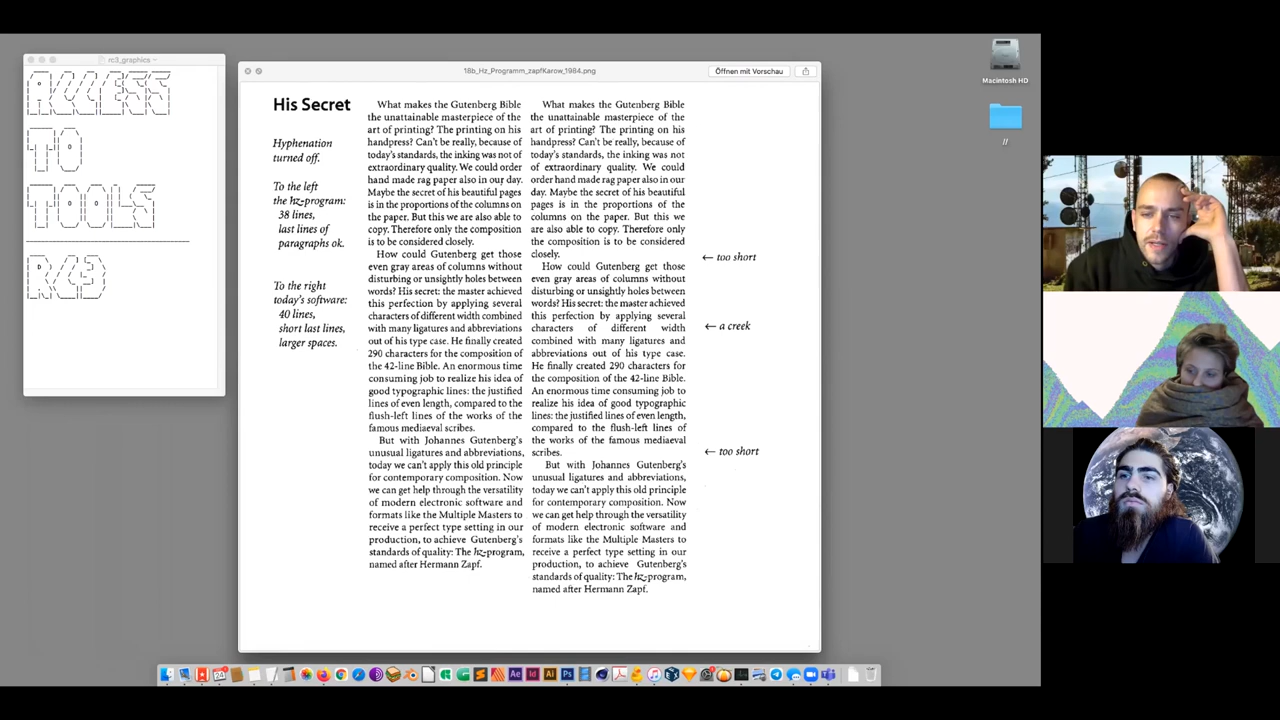 rc3_graphics
ACCESS
TO
TOOLS
RC3
18b_Hz_Programm_zapfKarow_1984.png
Öffnen mit Vorschau
Macintosh HD
//
His Secret
Hyphenation
turned off.
To the left
the hz-program:
38 lines,
last lines of
paragraphs ok.
To the right
today's software:
40 lines,
short last lines,
larger spaces.
What makes the Gutenberg Bible
the unattainable masterpiece of the
art of printing? The printing on his
handpress? Can't be really, because of
today's standards, the inking was not of
extraordinary quality. We could order
hand made rag paper also in our day.
Maybe the secret of his beautiful pages
is in the proportions of the columns on
the paper. But this we are also able to
copy. Therefore only the composition
is to be considered closely.
How could Gutenberg get those
even gray areas of columns without
disturbing or unsightly holes between
words? His secret: the master achieved
this perfection by applying several
characters of different width combined
with many ligatures and abbreviations
out of his type case. He finally created
290 characters for the composition of
the 42-line Bible. An enormous time
consuming job to realize his idea of
good typographic lines: the justified
lines of even length, compared to the
flush-left lines of the works of the
famous mediaeval scribes.
But with Johannes Gutenberg's
unusual ligatures and abbreviations,
today we can't apply this old principle
for contemporary composition. Now
we can get help through the versatility
of modern electronic software and
formats like the Multiple Masters to
receive a perfect type setting in our
production, to achieve Gutenberg's
standards of quality: The hz-program,
named after Hermann Zapf.
What makes the Gutenberg Bible
the unattainable masterpiece of the
art of printing? The printing on his
handpress? Can't be really, because of
today's standards, the inking was not
of extraordinary quality. We could
order hand made rag paper also in our
day. Maybe the secret of his beautiful
pages is in the proportions of the
columns on the paper. But this we
are also able to copy. Therefore only
the composition is to be considered
closely.
How could Gutenberg get those
even gray areas of columns without
disturbing or unsightly holes between
words? His secret: the master achieved
this perfection by applying several
characters of different width
combined with many ligatures and
abbreviations out of his type case.
He finally created 290 characters for
the composition of the 42-line Bible.
An enormous time consuming job to
realize his idea of good typographic
lines: the justified lines of even length,
compared to the flush-left lines of
the works of the famous mediaeval
scribes.
But with Johannes Gutenberg's
unusual ligatures and abbreviations,
today we can't apply this old principle
for contemporary composition. Now
we can get help through the versatility
of modern electronic software and
formats like the Multiple Masters to
receive a perfect type setting in our
production, to achieve Gutenberg's
standards of quality: The hz-program,
named after Hermann Zapf.
← too short
← a creek
← too short